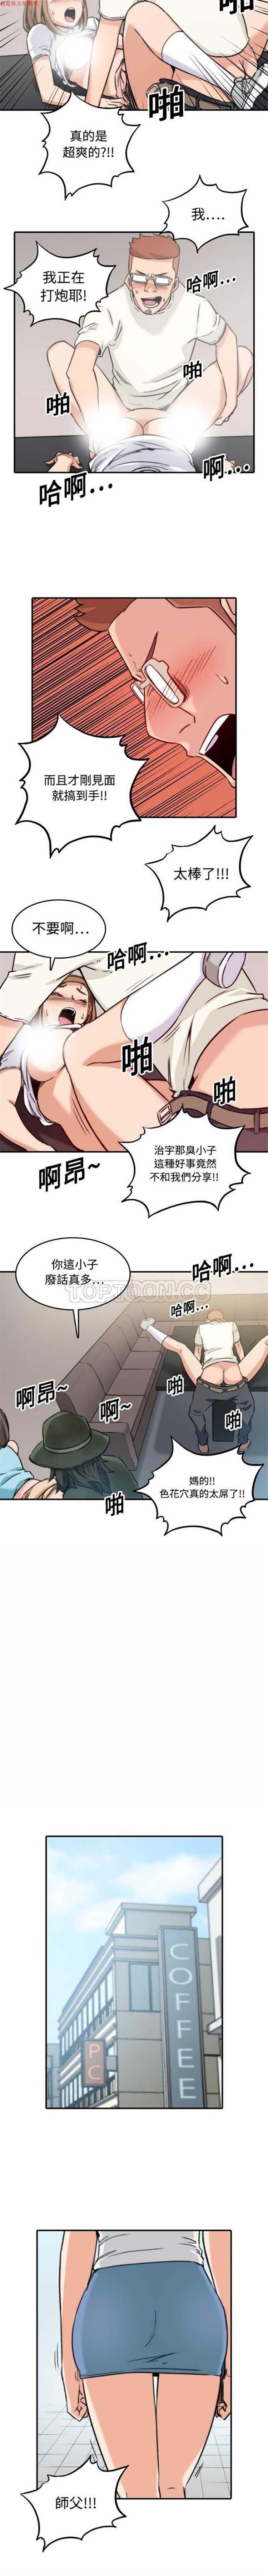 啪
啪
真的是
超爽的?!!
我....
我正在
打炮耶!
哈啊...
啪
啪
哈啊...
啊...
而且才剛見面
就搞到手!!
太棒了!!!
不要啊...
哈啊...
啪
啪
啊昂~
治宇那臭小子
這種好事竟然
不和我們分享!!
你這小子
廢話真多...
TOPTOON.CC
哈啊...
哈啊...
啪
啊昂~
啊~
啪
啪
媽的!!
色花穴真的太屌了!!
COFFEE
PC
師父!!!